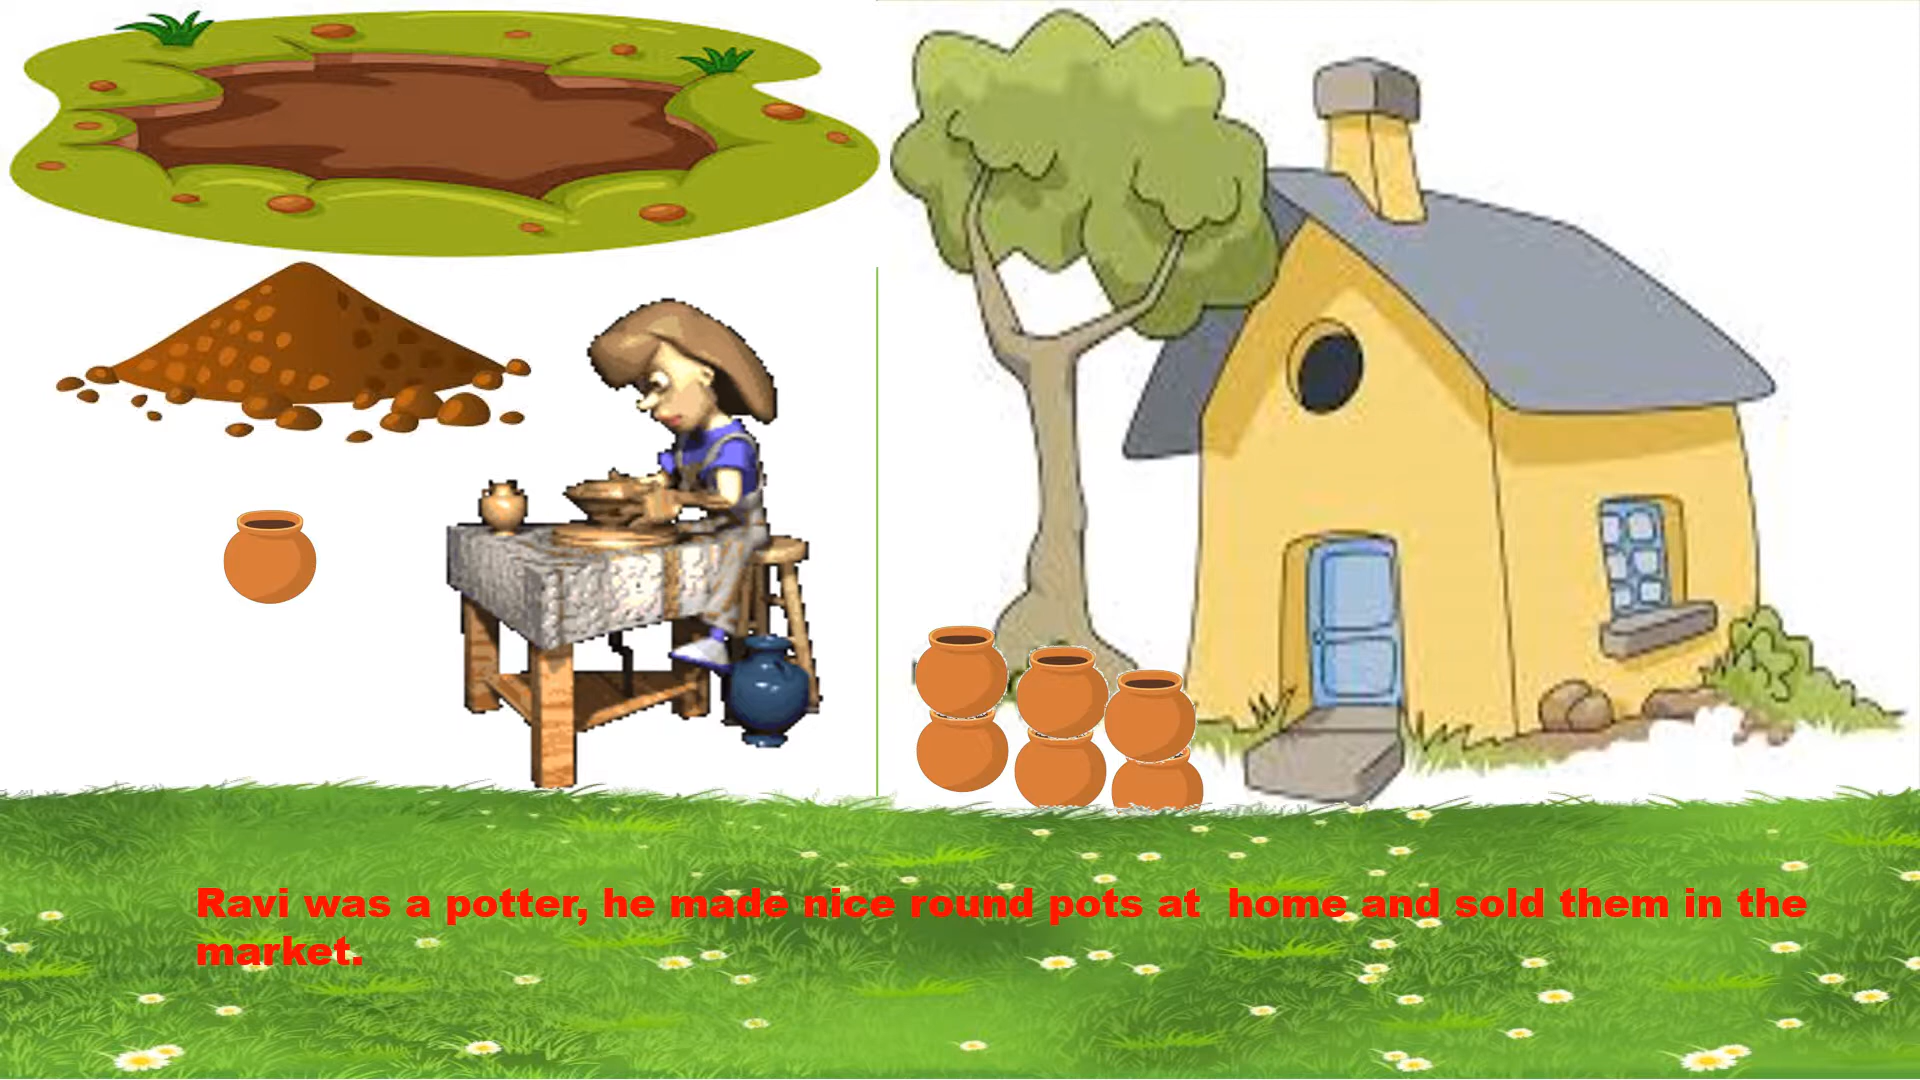 Ravi was a potter, he made nice round pots at  home and sold them in the
market.